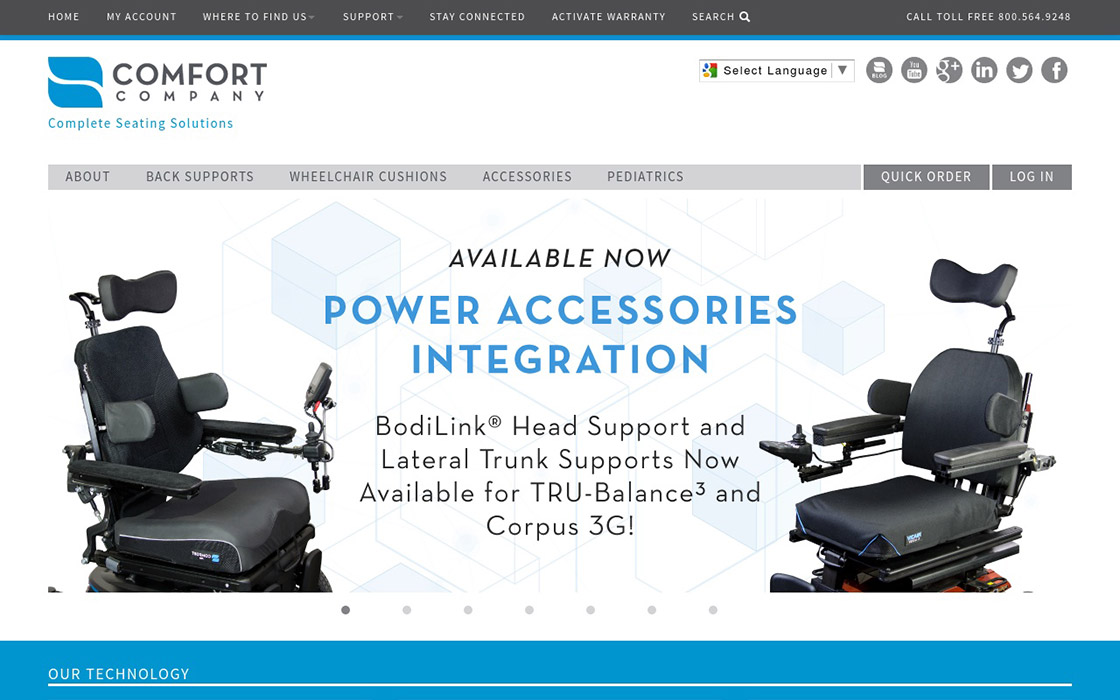 HOME MY ACCOUNT WHERE TO FIND US SUPPORT STAY CONNECTED ACTIVATE WARRANTY SEARCH CALL TOLL FREE 800.564.9248
COMFORT
COMPANY
Complete Seating Solutions
Select Language ▼
BLOG
You
Tube
g+
in
f
ABOUT BACK SUPPORTS WHEELCHAIR CUSHIONS ACCESSORIES PEDIATRICS QUICK ORDER LOG IN
AVAILABLE NOW
POWER ACCESSORIES
INTEGRATION
BodiLink® Head Support and
Lateral Trunk Supports Now
Available for TRU-Balance³ and
Corpus 3G!
OUR TECHNOLOGY